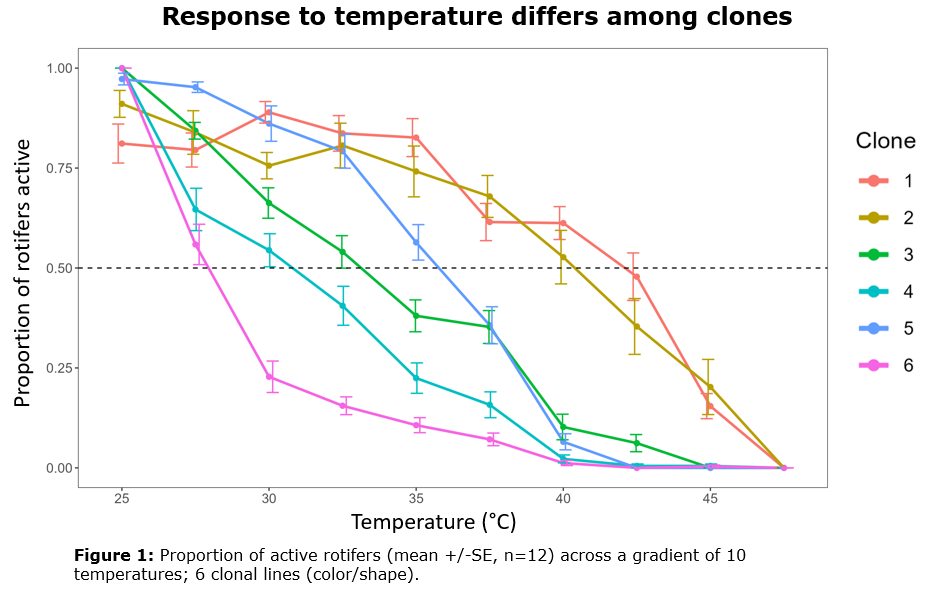 Response to temperature differs among clones
Proportion of rotifers active
1.00
0.75
0.50
0.25
0.00
25 30 35 40 45
Temperature (°C)
Clone
1
2
3
4
5
6
Figure 1: Proportion of active rotifers (mean +/-SE, n=12) across a gradient of 10
temperatures; 6 clonal lines (color/shape).